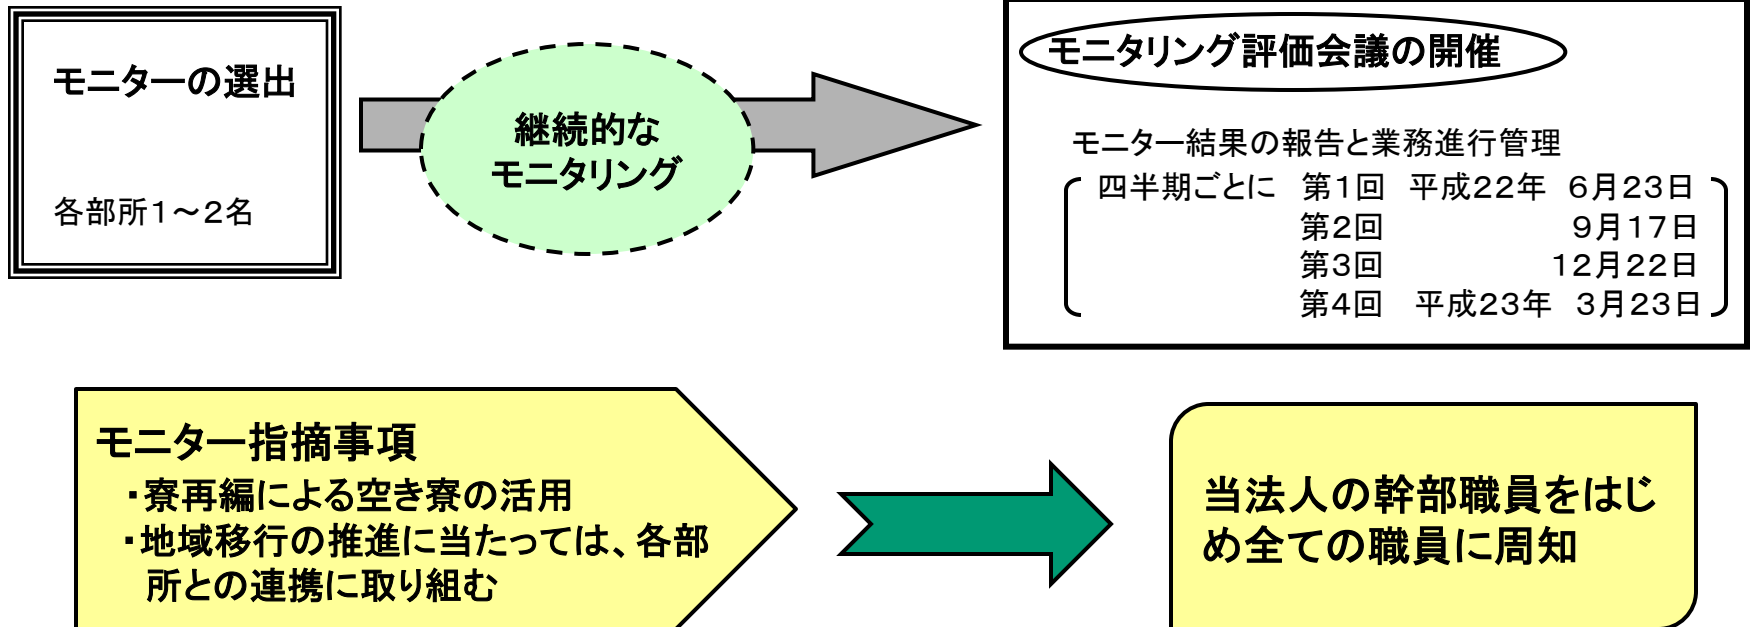 モニターの選出
各部所１～２名
継続的な
モニタリング
モニタリング評価会議の開催
モニター結果の報告と業務進行管理
四半期ごとに　第１回　平成２２年　６月２３日
第２回　９月１７日
第３回　１２月２２日
第４回　平成２３年　３月２３日
モニター指摘事項
・寮再編による空き寮の活用
・地域移行の推進に当たっては、各部
所との連携に取り組む
当法人の幹部職員をはじ
め全ての職員に周知